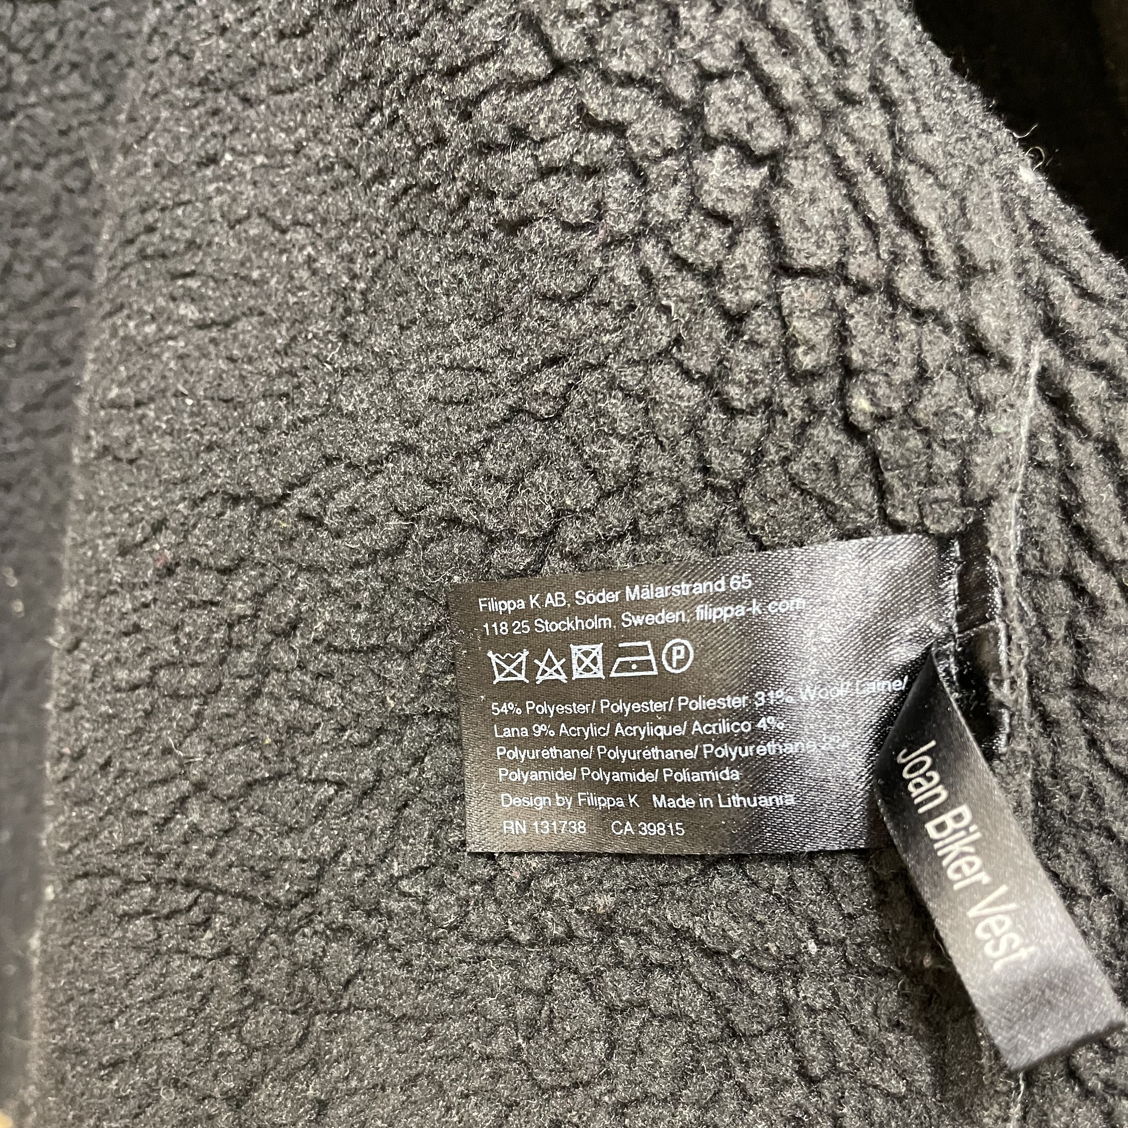 Filippa K AB, Söder Mälarstrand 65
118 25 Stockholm, Sweden, filippa-k.com
P
54% Polyester/ Polyester/ Poliester 31% Wool/ Laine/
Lana 9% Acrylic/ Acrylique/ Acrilico 4%
Polyuréthane/ Polyuréthane/ Polyuréthane 2%
Polyamide/ Polyamide/ Poliamida
Design by Filippa K Made in Lithuania
RN 131738 CA 39815
Joan Biker Vest